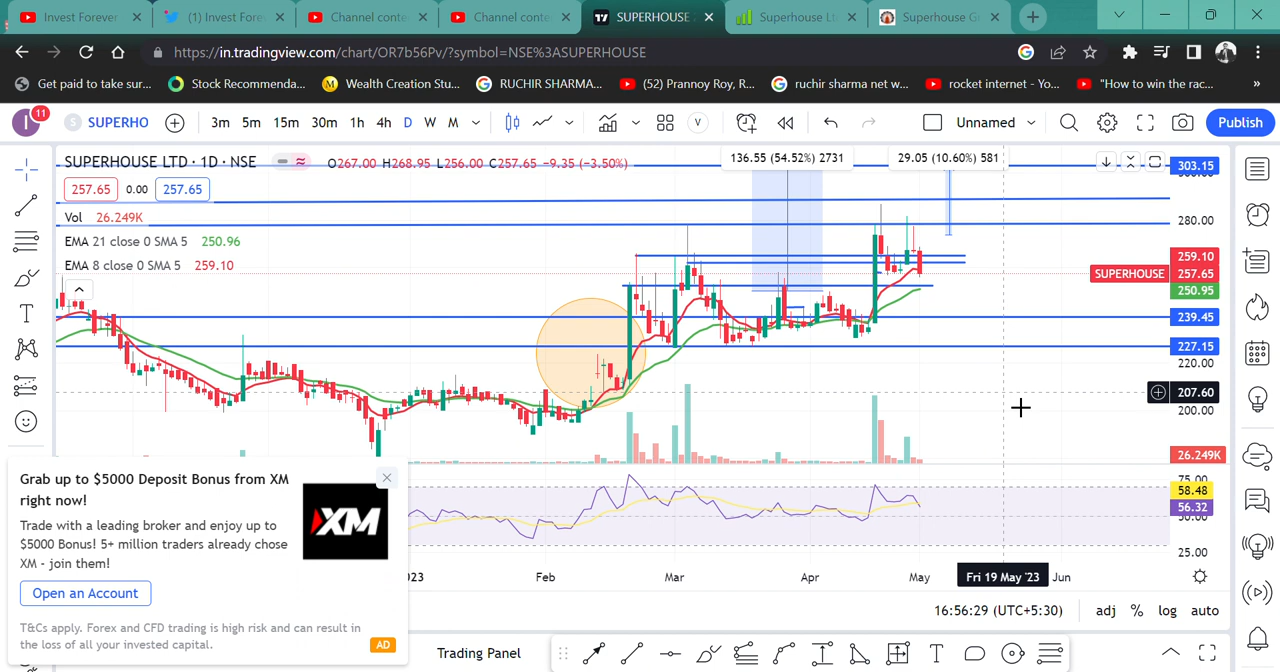 Invest Forever
(1) Invest Fore
Channel conte
Channel conte
SUPERHOUSE
Superhouse Lt
Superhouse G
https://in.tradingview.com/chart/OR7b56Pv/?symbol=NSE%3ASUPERHOUSE
Get paid to take sur...
Stock Recommenda...
Wealth Creation Stu...
RUCHIR SHARMA...
(52) Prannoy Roy, R...
ruchir sharma net w...
rocket internet - Yo...
"How to win the rac...
»
I
11
S
SUPERHO
3m
5m
15m
30m
1h
4h
D
W
M
V
Unnamed
Publish
SUPERHOUSE LTD · 1D · NSE
O267.00 H268.95 L256.00 C257.65 −9.35 (−3.50%)
136.55 (54.52%) 2731
29.05 (10.60%) 581
303.15
300.00
257.65
0.00
257.65
Vol 26.249K
280.00
EMA 21 close 0 SMA 5 250.96
EMA 8 close 0 SMA 5 259.10
259.10
SUPERHOUSE
257.65
250.95
239.45
227.15
220.00
207.60
200.00
26.249K
75.00
58.48
56.32
50.00
25.00
Grab up to $5000 Deposit Bonus from XM
right now!
Trade with a leading broker and enjoy up to
$5000 Bonus! 5+ million traders already chose
XM - join them!
XM
Open an Account
T&Cs apply. Forex and CFD trading is high risk and can result in
the loss of all your invested capital.
AD
023
Feb
Mar
Apr
May
Fri 19 May '23
Jun
16:56:29 (UTC+5:30)
adj
%
log
auto
Trading Panel
T